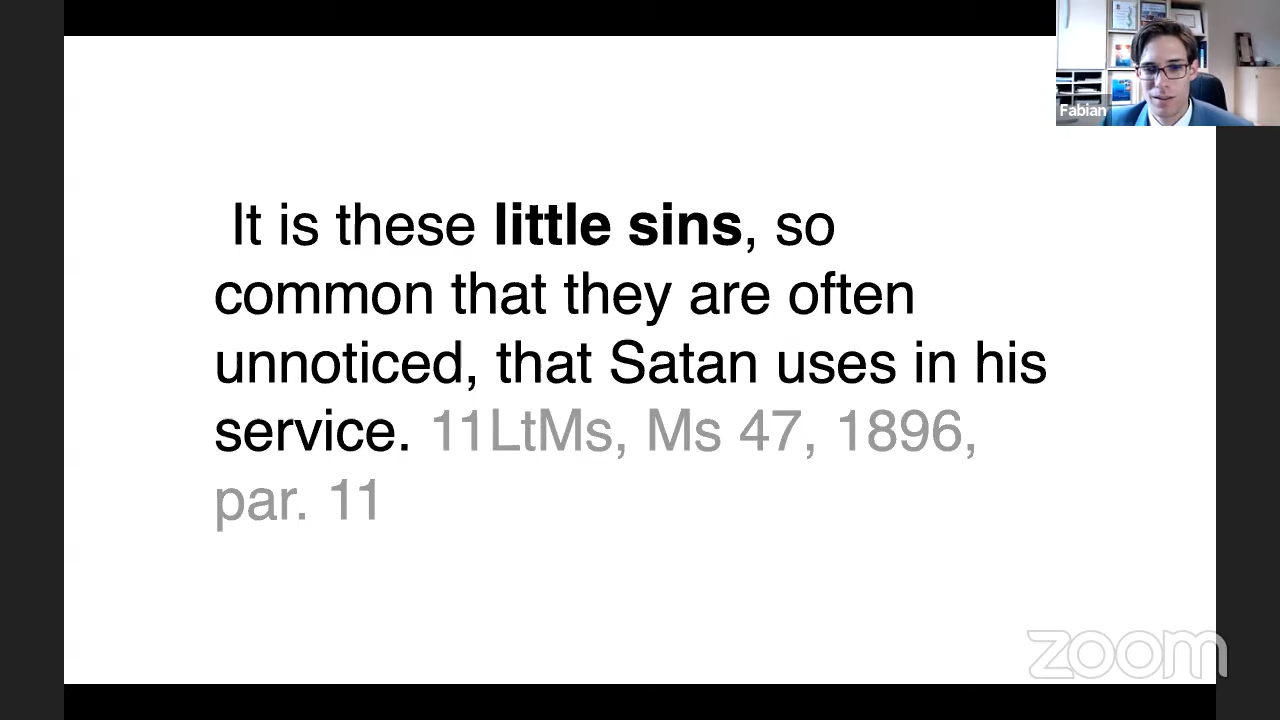 Fabian
It is these little sins, so
common that they are often
unnoticed, that Satan uses in his
service. 11LtMs, Ms 47, 1896,
par. 11
zoom